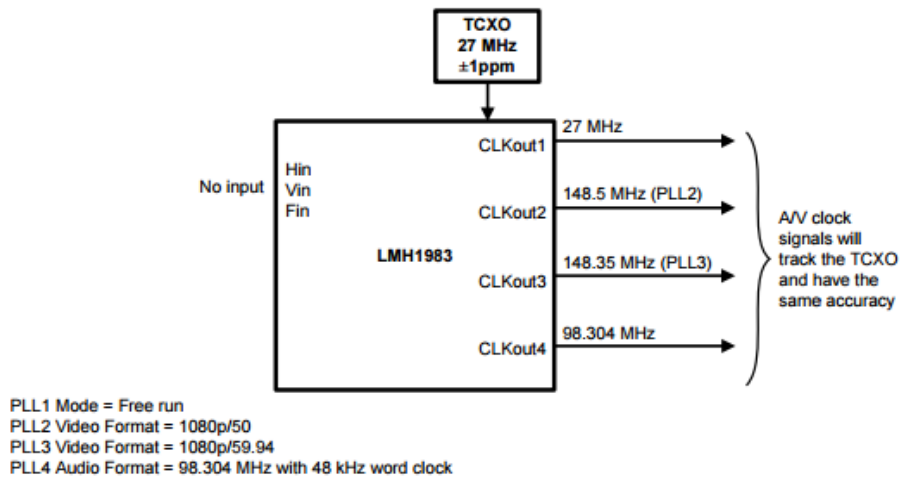 TCXO
27 MHz
±1ppm
27 MHz
CLKout1
Hin
No input
Vin
148.5 MHz (PLL2)
Fin
CLKout2
A/V clock
signals will
track the TCXO
and have the
same accuracy
LMH1983
148.35 MHz (PLL3)
CLKout3
98.304 MHz
CLKout4
PLL1 Mode = Free run
PLL2 Video Format = 1080p/50
PLL3 Video Format = 1080p/59.94
PLL4 Audio Format = 98.304 MHz with 48 kHz word clock